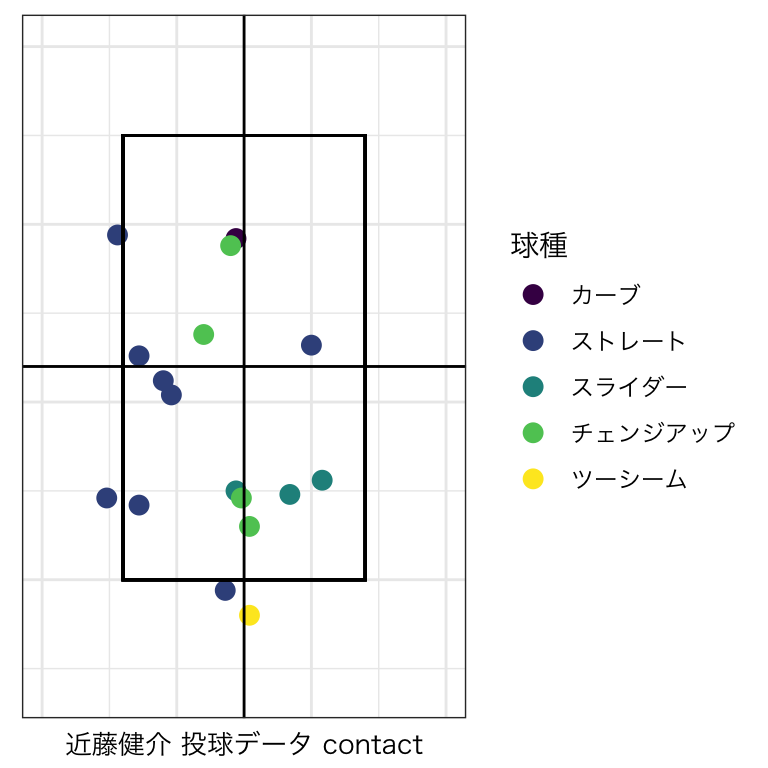 球種
カーブ
ストレート
スライダー
チェンジアップ
ツーシーム
近藤健介 投球データ contact